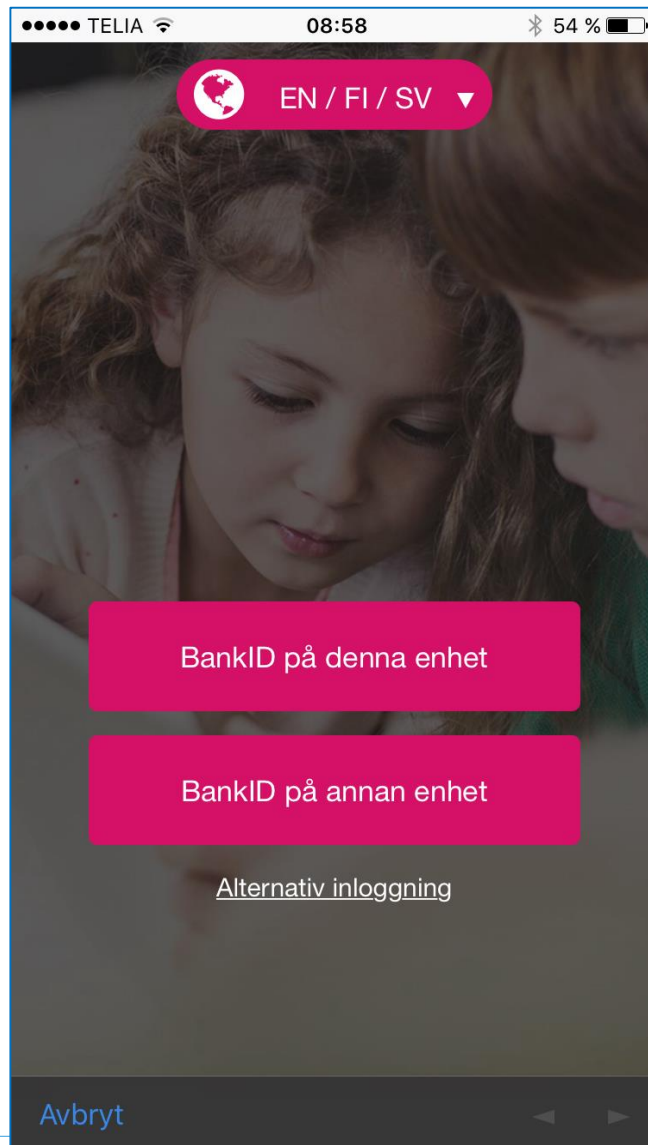 TELIA 08:58 54 %
EN / FI / SV
BankID på denna enhet
BankID på annan enhet
Alternativ inloggning
Avbryt